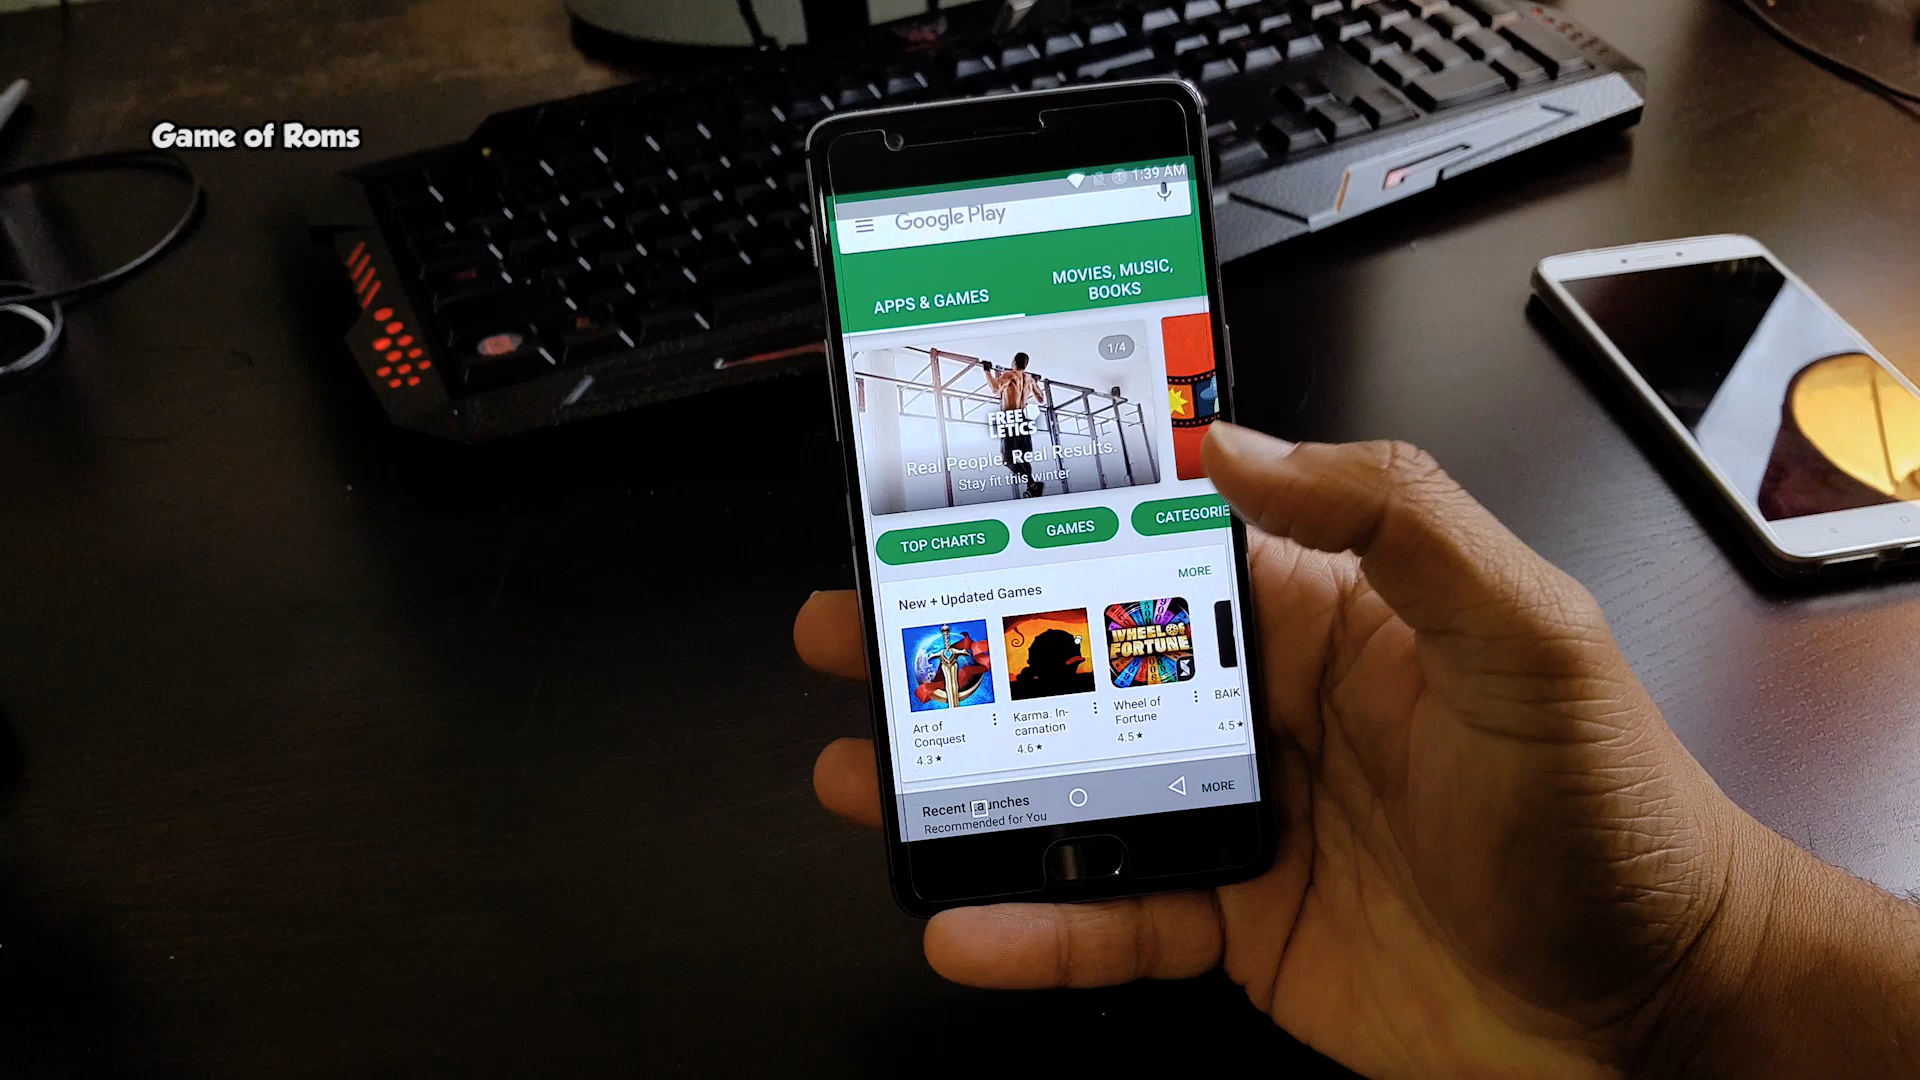 Game of Roms
1:39 AM
Google Play
APPS & GAMES
MOVIES, MUSIC,
BOOKS
1/4
FREE
LETICS
Real People. Real Results.
Stay fit this winter
TOP CHARTS
GAMES
CATEGORIE
MORE
New + Updated Games
WHEEL OF
FORTUNE
Art of
Conquest
4.3★
Karma. In-
carnation
4.6★
Wheel of
Fortune
4.5★
BAIK
4.5★
Recent Launches
Recommended for You
MORE